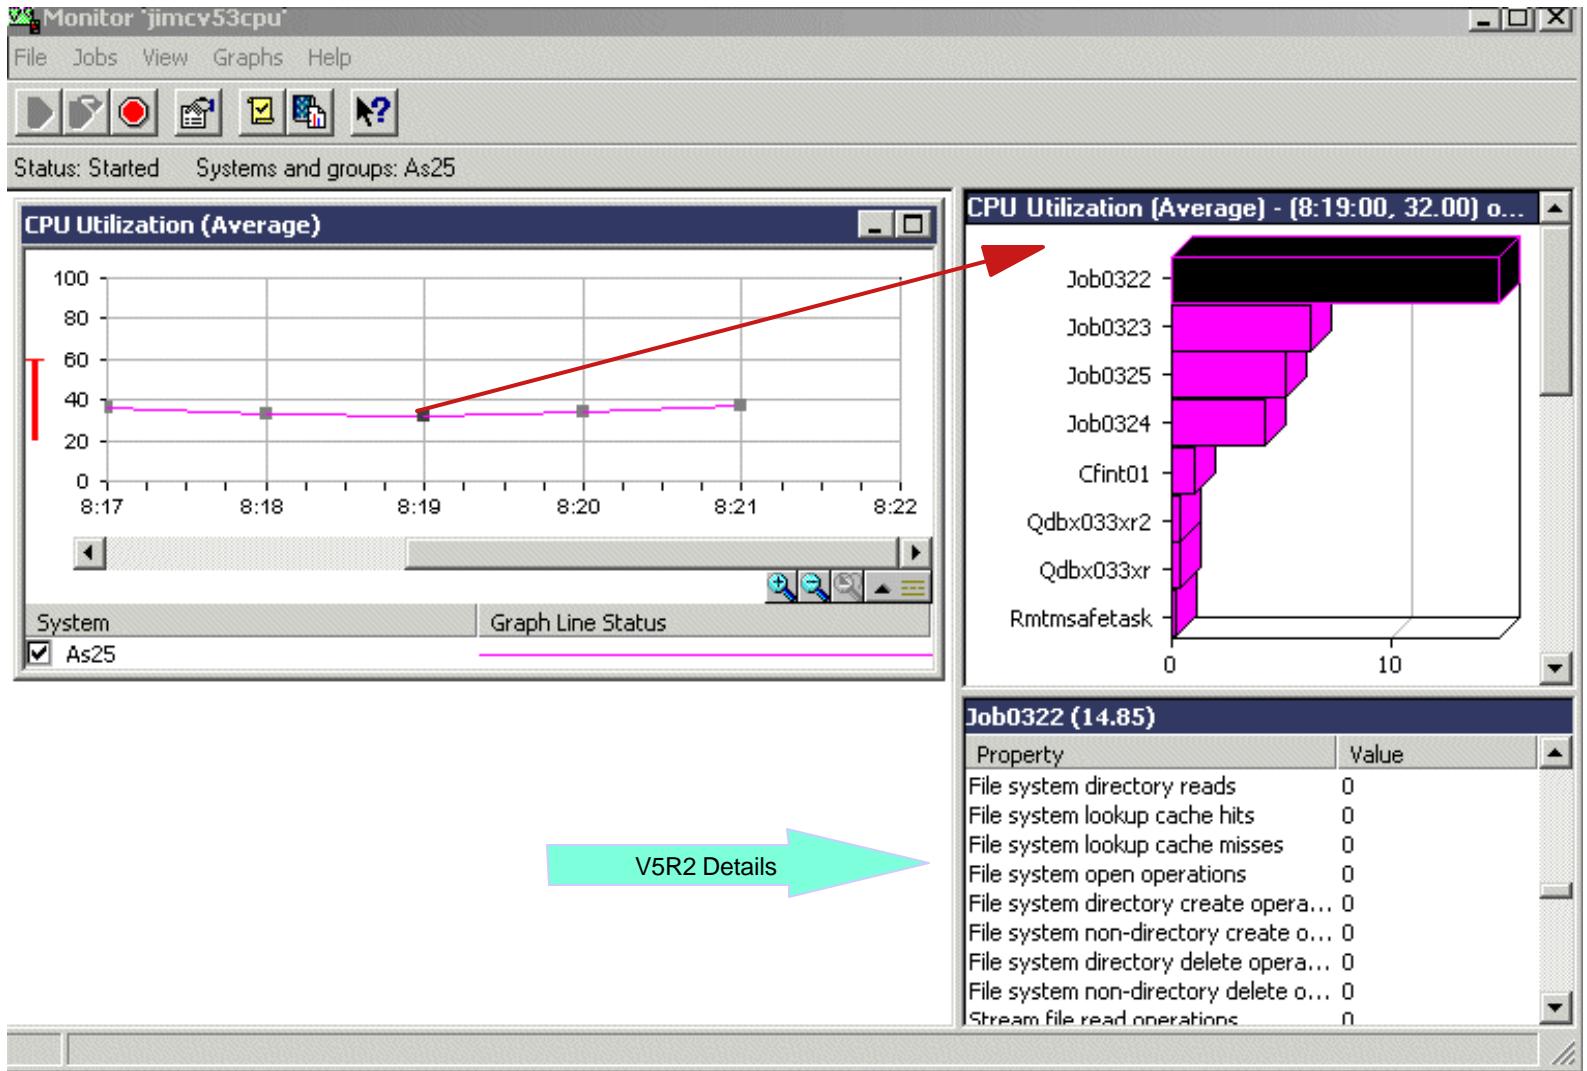 Monitor 'jimcv53cpu'
File Jobs View Graphs Help
Status: Started Systems and groups: As25
CPU Utilization (Average)
100
80
60
40
20
0
8:17 8:18 8:19 8:20 8:21 8:22
System Graph Line Status
As25
CPU Utilization (Average) - (8:19:00, 32.00) o...
Job0322
Job0323
Job0325
Job0324
Cfint01
Qdbx033xr2
Qdbx033xr
Rmtmsafetask
0 10
V5R2 Details
Job0322 (14.85)
Property Value
File system directory reads 0
File system lookup cache hits 0
File system lookup cache misses 0
File system open operations 0
File system directory create opera... 0
File system non-directory create o... 0
File system directory delete opera... 0
File system non-directory delete o... 0
Stream file read operations 0